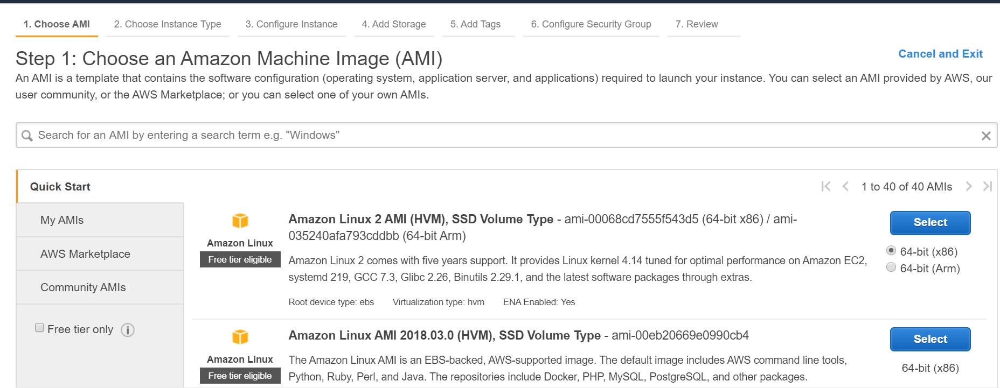 1. Choose AMI 2. Choose Instance Type 3. Configure Instance 4. Add Storage 5. Add Tags 6. Configure Security Group 7. Review
Step 1: Choose an Amazon Machine Image (AMI)
Cancel and Exit
An AMI is a template that contains the software configuration (operating system, application server, and applications) required to launch your instance. You can select an AMI provided by AWS, our
user community, or the AWS Marketplace; or you can select one of your own AMIs.
Search for an AMI by entering a search term e.g. "Windows"
Quick Start
1 to 40 of 40 AMIs
My AMIs
AWS Marketplace
Community AMIs
Free tier only
Amazon Linux
Free tier eligible
Amazon Linux 2 AMI (HVM), SSD Volume Type - ami-00068cd7555f543d5 (64-bit x86) / ami-
035240afa793cddbb (64-bit Arm)
Amazon Linux 2 comes with five years support. It provides Linux kernel 4.14 tuned for optimal performance on Amazon EC2,
systemd 219, GCC 7.3, Glibc 2.26, Binutils 2.29.1, and the latest software packages through extras.
Root device type: ebs Virtualization type: hvm ENA Enabled: Yes
Select
64-bit (x86)
64-bit (Arm)
Amazon Linux
Free tier eligible
Amazon Linux AMI 2018.03.0 (HVM), SSD Volume Type - ami-00eb20669e0990cb4
The Amazon Linux AMI is an EBS-backed, AWS-supported image. The default image includes AWS command line tools,
Python, Ruby, Perl, and Java. The repositories include Docker, PHP, MySQL, PostgreSQL, and other packages.
Select
64-bit (x86)